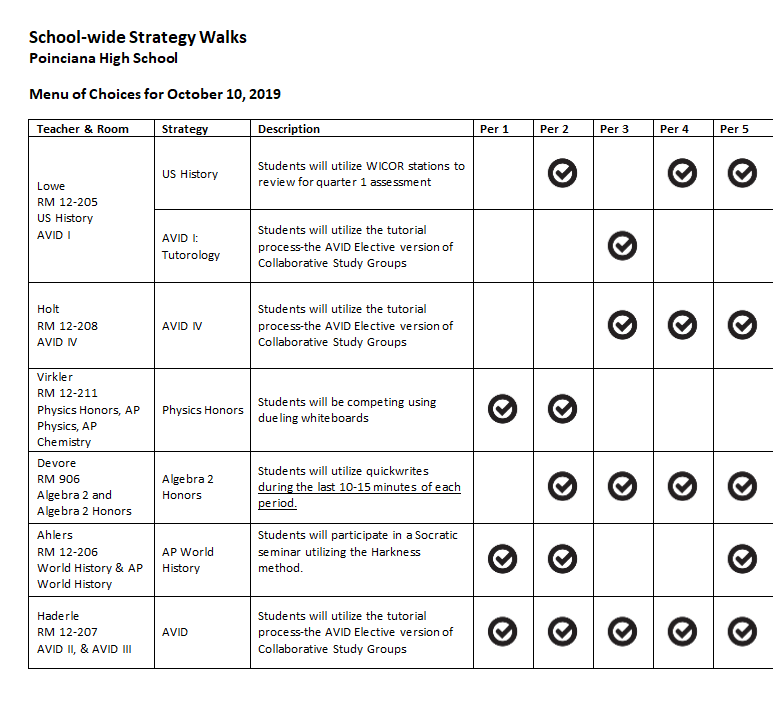 School-wide Strategy Walks
Poinciana High School
Menu of Choices for October 10, 2019
Teacher & Room Strategy Description Per 1 Per 2 Per 3 Per 4 Per 5
Lowe
RM 12-205
US History
AVID I
US History
Students will utilize WICOR stations to
review for quarter 1 assessment
AVID I:
Tutorology
Students will utilize the tutorial
process-the AVID Elective version of
Collaborative Study Groups
Holt
RM 12-208
AVID IV
AVID IV
Students will utilize the tutorial
process-the AVID Elective version of
Collaborative Study Groups
Virkler
RM 12-211
Physics Honors, AP
Physics, AP
Chemistry
Physics Honors
Students will be competing using
dueling whiteboards
Devore
RM 906
Algebra 2 and
Algebra 2 Honors
Algebra 2
Honors
Students will utilize quickwrites
during the last 10-15 minutes of each
period.
Ahlers
RM 12-206
World History & AP
World History
AP World
History
Students will participate in a Socratic
seminar utilizing the Harkness
method.
Haderle
RM 12-207
AVID II, & AVID III
AVID
Students will utilize the tutorial
process-the AVID Elective version of
Collaborative Study Groups